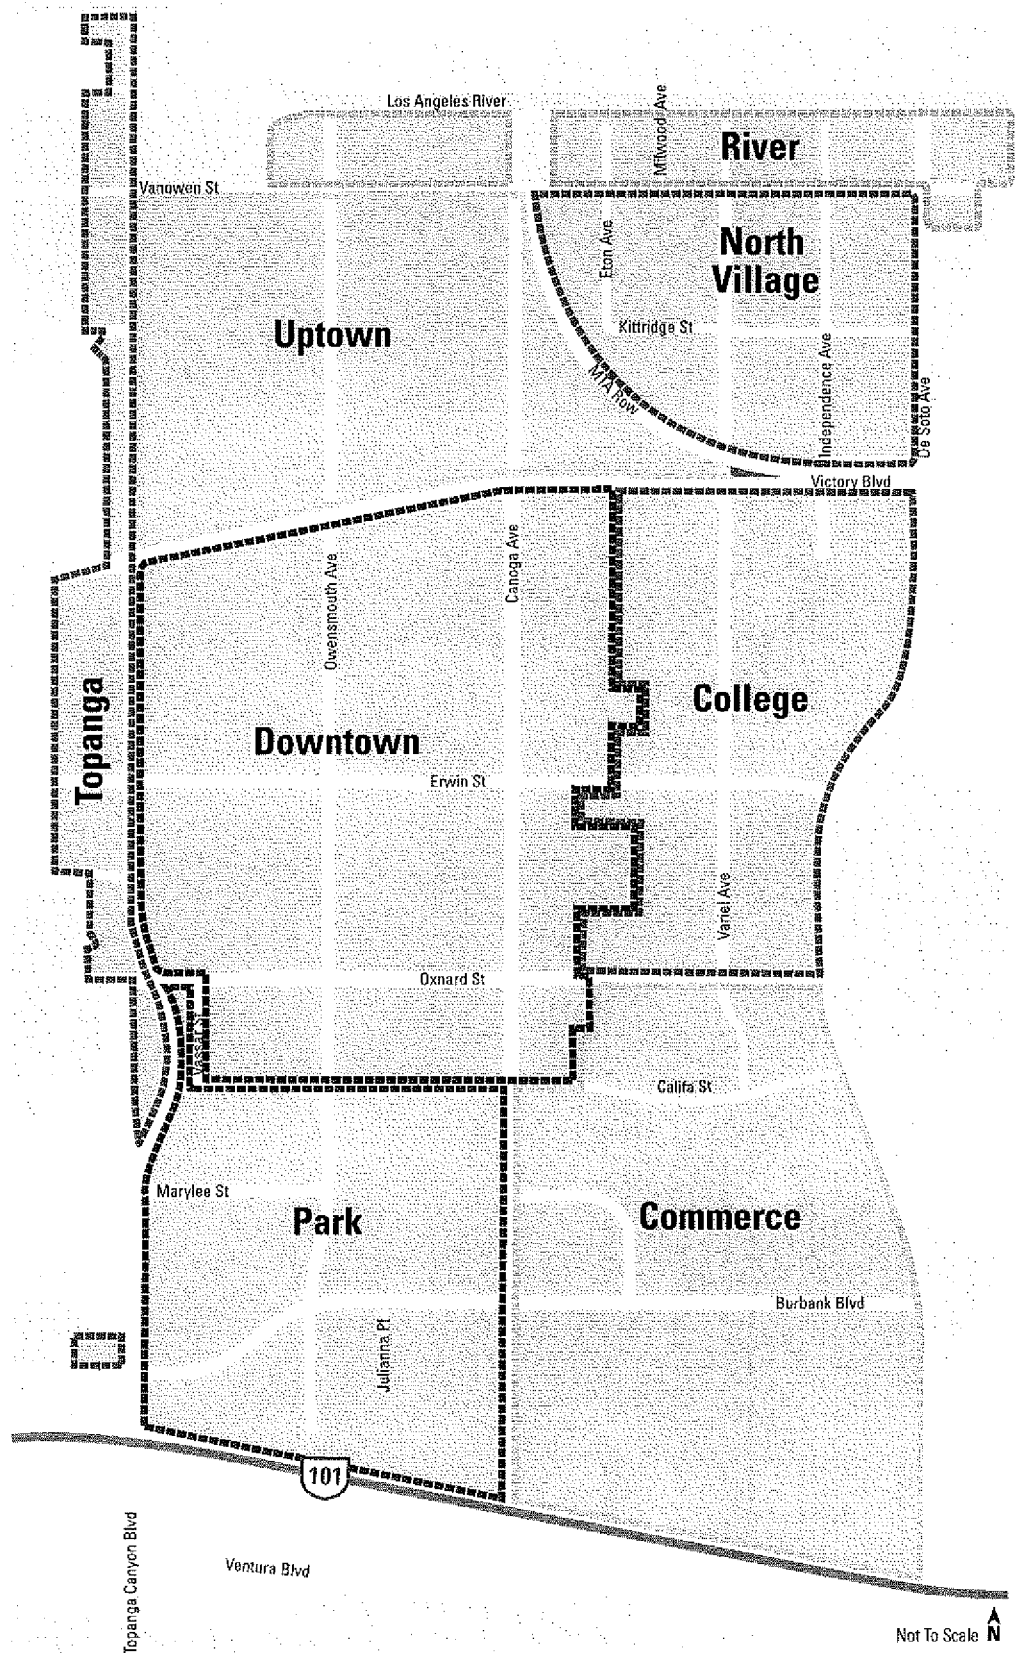 Los Angeles River
Milwood Ave
River
Vanowen St
North
Village
Eton Ave
Uptown
Kittridge St
Independence Ave
MTA Row
De Soto Ave
Victory Blvd
Canoga Ave
Owensmouth Ave
Topanga
College
Downtown
Erwin St
Variel Ave
Oxnard St
Vassar
Califa St
Marylee St
Park
Commerce
Burbank Blvd
Julianna Pl
101
Topanga Canyon Blvd
Ventura Blvd
Not To Scale N